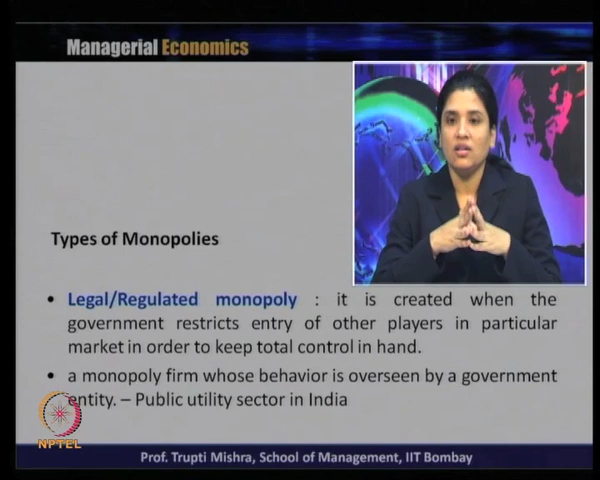 Managerial Economics
Types of Monopolies
• Legal/Regulated monopoly : it is created when the
government restricts entry of other players in particular
market in order to keep total control in hand.
• a monopoly firm whose behavior is overseen by a government
entity. – Public utility sector in India
NPTEL
Prof. Trupti Mishra, School of Management, IIT Bombay